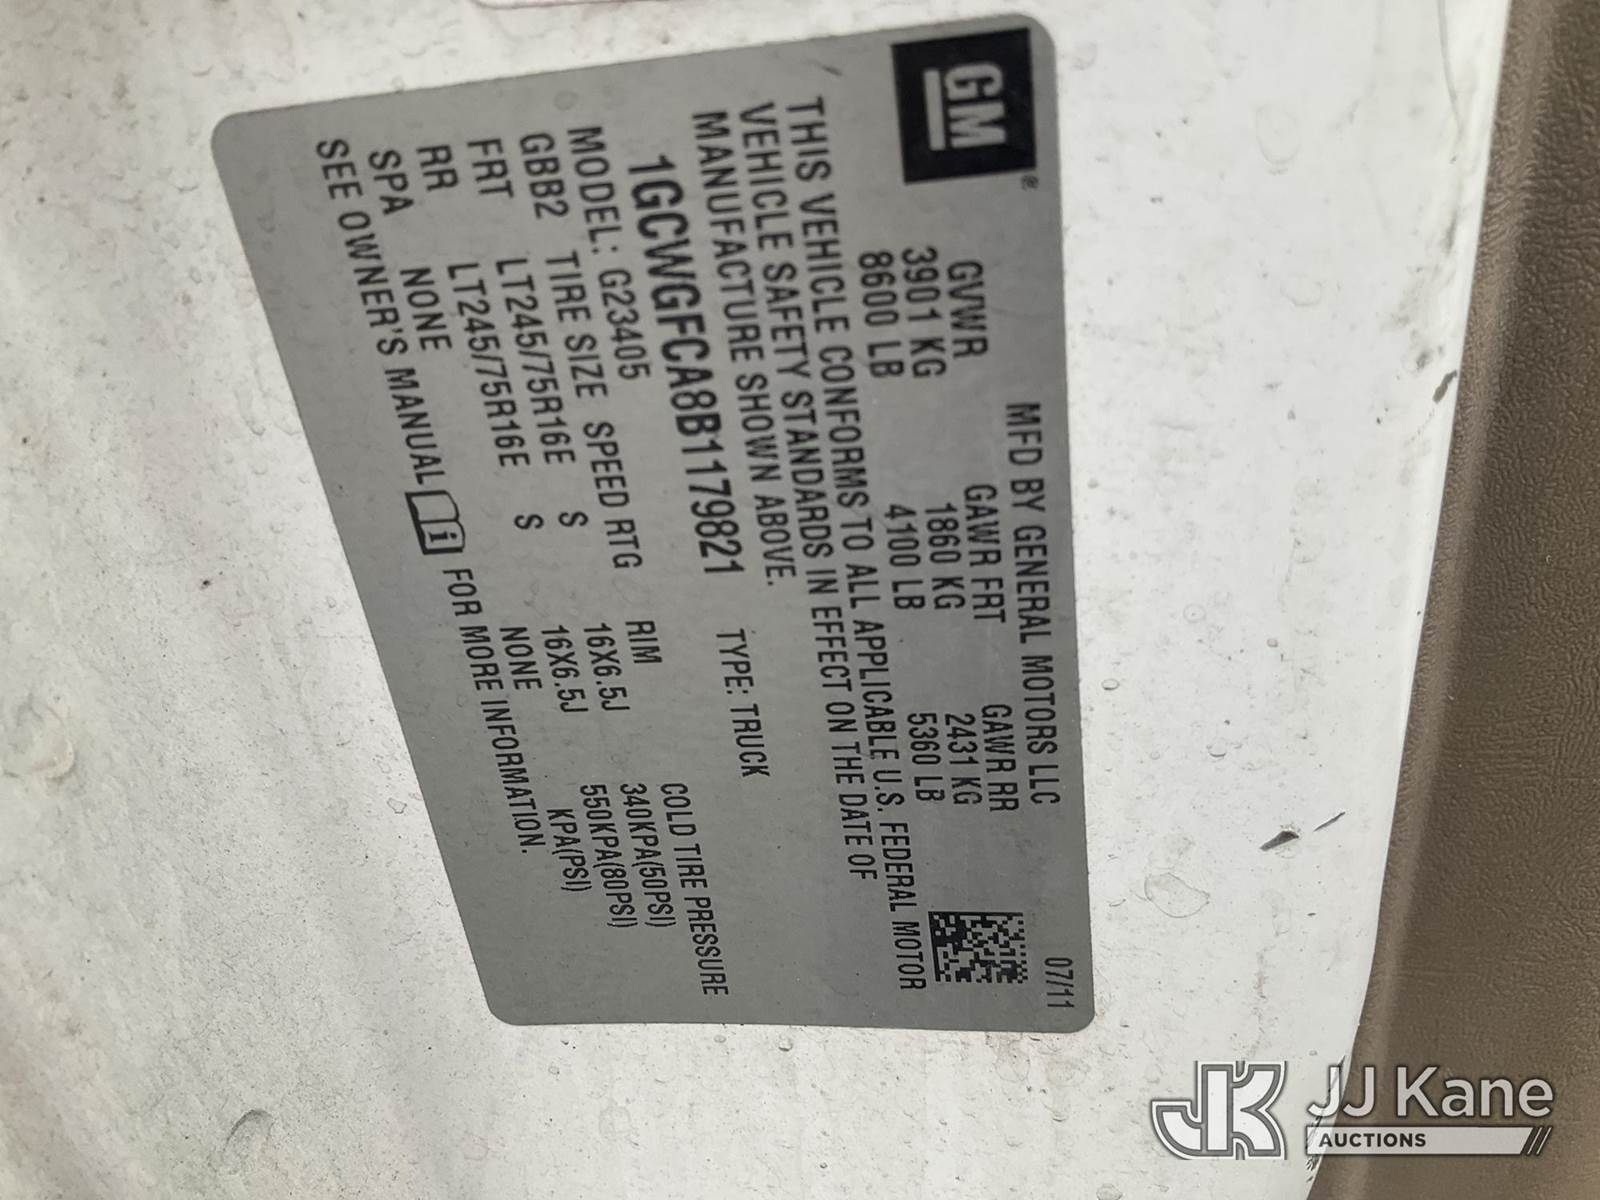 GM®
MFD BY GENERAL MOTORS LLC 07/11
GVWR GAWR FRT GAWR RR
3901 KG 1860 KG 2431 KG
8600 LB 4100 LB 5360 LB
THIS VEHICLE CONFORMS TO ALL APPLICABLE U.S. FEDERAL MOTOR
VEHICLE SAFETY STANDARDS IN EFFECT ON THE DATE OF
MANUFACTURE SHOWN ABOVE.
1GCWGFCA8B1179821 TYPE: TRUCK
MODEL: G23405
GBB2 TIRE SIZE SPEED RTG RIM COLD TIRE PRESSURE
FRT LT245/75R16E S 16X6.5J 340KPA(50PSI)
RR LT245/75R16E S 16X6.5J 550KPA(80PSI)
SPA NONE NONE KPA(PSI)
SEE OWNER'S MANUAL i FOR MORE INFORMATION.
JK JJ Kane
AUCTIONS